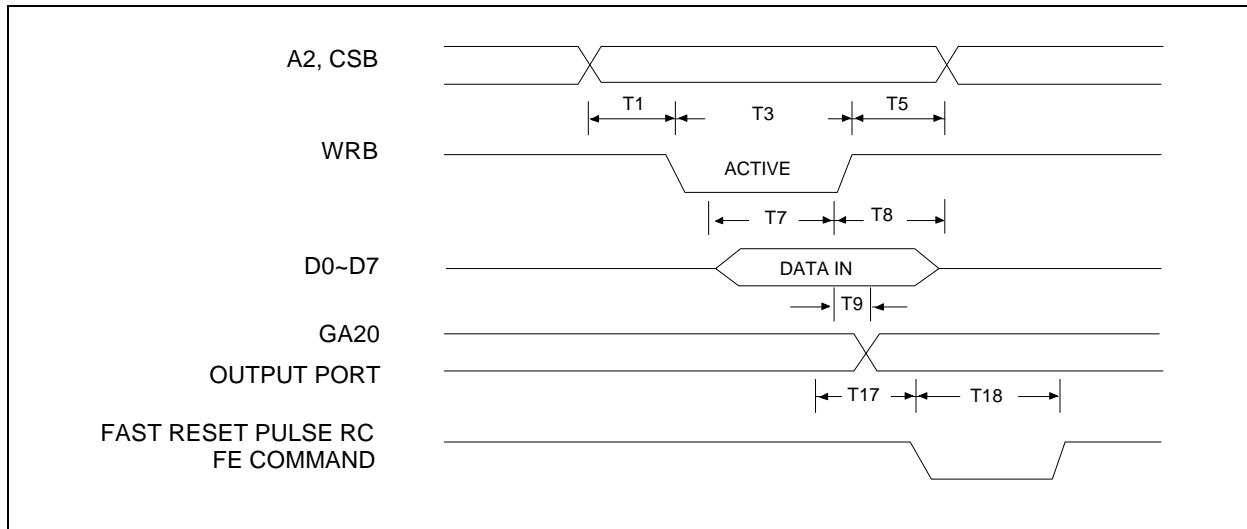 A2, CSB
T1
T3
T5
WRB
ACTIVE
T7
T8
D0~D7
DATA IN
T9
GA20
OUTPUT PORT
T17
T18
FAST RESET PULSE RC
FE COMMAND